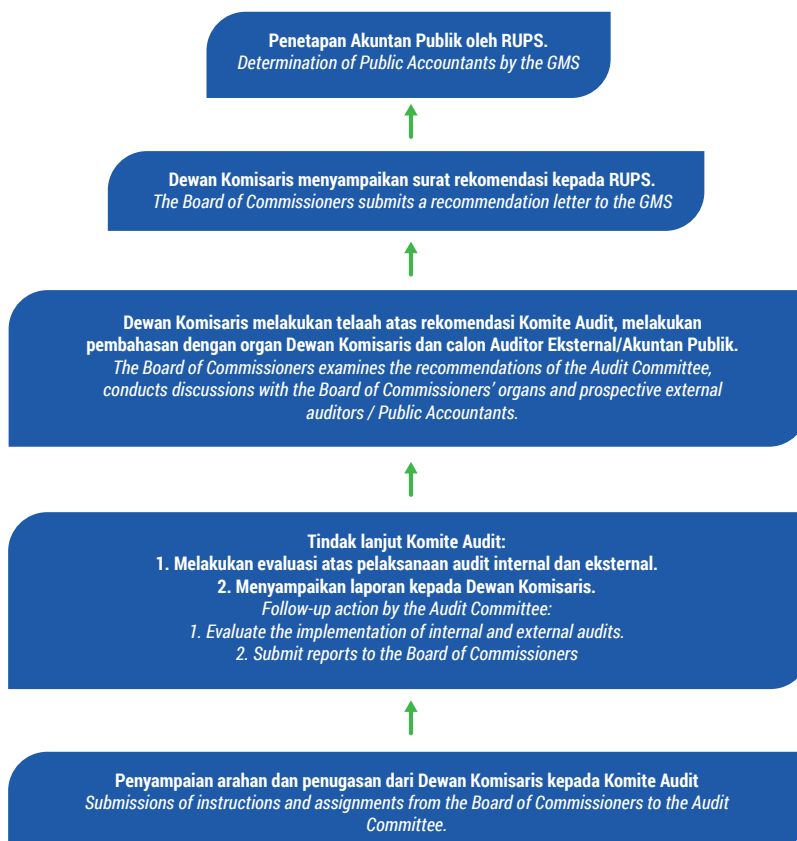 Penetapan Akuntan Publik oleh RUPS.
Determination of Public Accountants by the GMS
Dewan Komisaris menyampaikan surat rekomendasi kepada RUPS.
The Board of Commissioners submits a recommendation letter to the GMS
Dewan Komisaris melakukan telaah atas rekomendasi Komite Audit, melakukan
pembahasan dengan organ Dewan Komisaris dan calon Auditor Eksternal/Akuntan Publik.
The Board of Commissioners examines the recommendations of the Audit Committee,
conducts discussions with the Board of Commissioners’ organs and prospective external
auditors / Public Accountants.
Tindak lanjut Komite Audit:
1. Melakukan evaluasi atas pelaksanaan audit internal dan eksternal.
2. Menyampaikan laporan kepada Dewan Komisaris.
Follow-up action by the Audit Committee:
1. Evaluate the implementation of internal and external audits.
2. Submit reports to the Board of Commissioners
Penyampaian arahan dan penugasan dari Dewan Komisaris kepada Komite Audit
Submissions of instructions and assignments from the Board of Commissioners to the Audit
Committee.